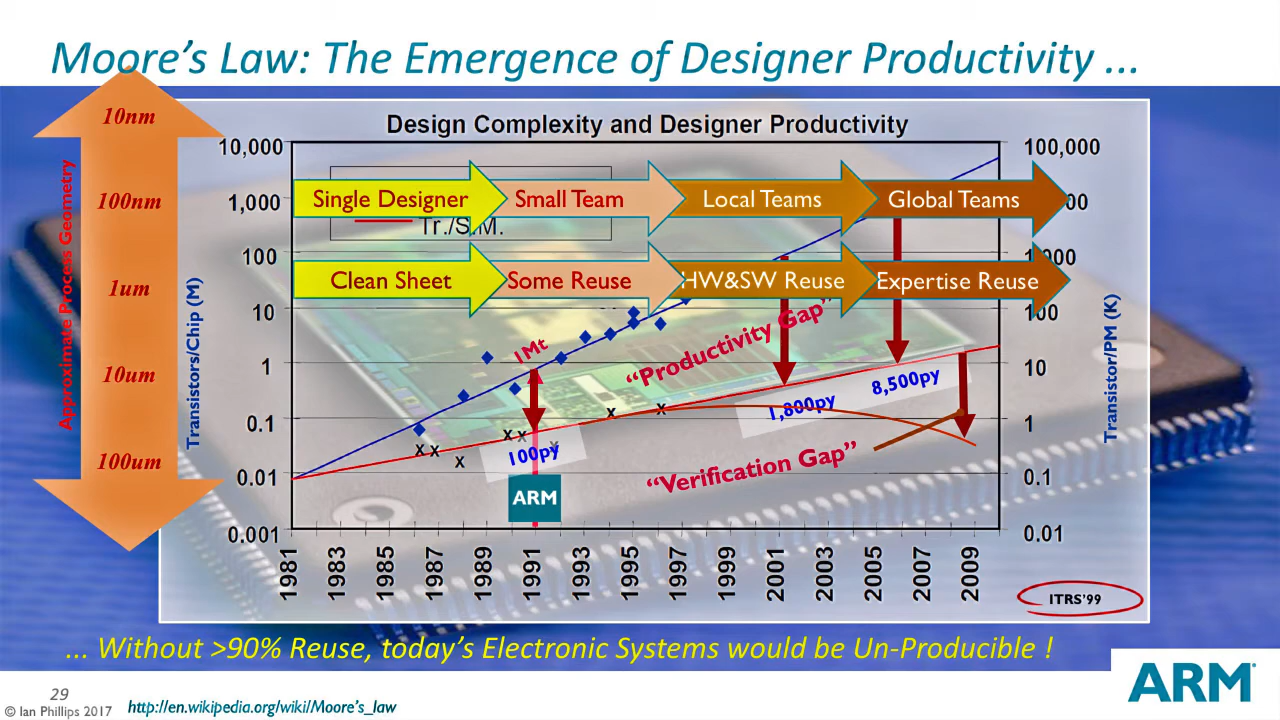 Moore's Law: The Emergence of Designer Productivity ...
10nm
100nm
1um
10um
100um
Approximate Process Geometry
Design Complexity and Designer Productivity
Transistors/Chip (M)
10,000
1,000
100
10
1
0.1
0.01
0.001
Single Designer
Small Team
Local Teams
Global Teams
Tr./S.M.
Clean Sheet
Some Reuse
HW&SW Reuse
Expertise Reuse
1Mt
"Productivity Gap"
100py
1,800py
8,500py
"Verification Gap"
ARM
100,000
00
000
100
10
1
0.1
0.01
Transistor/PM (K)
1981
1983
1985
1987
1989
1991
1993
1995
1997
1999
2001
2003
2005
2007
2009
ITRS'99
... Without >90% Reuse, today's Electronic Systems would be Un-Producible !
29
© Ian Phillips 2017
http://en.wikipedia.org/wiki/Moore's_law
ARM